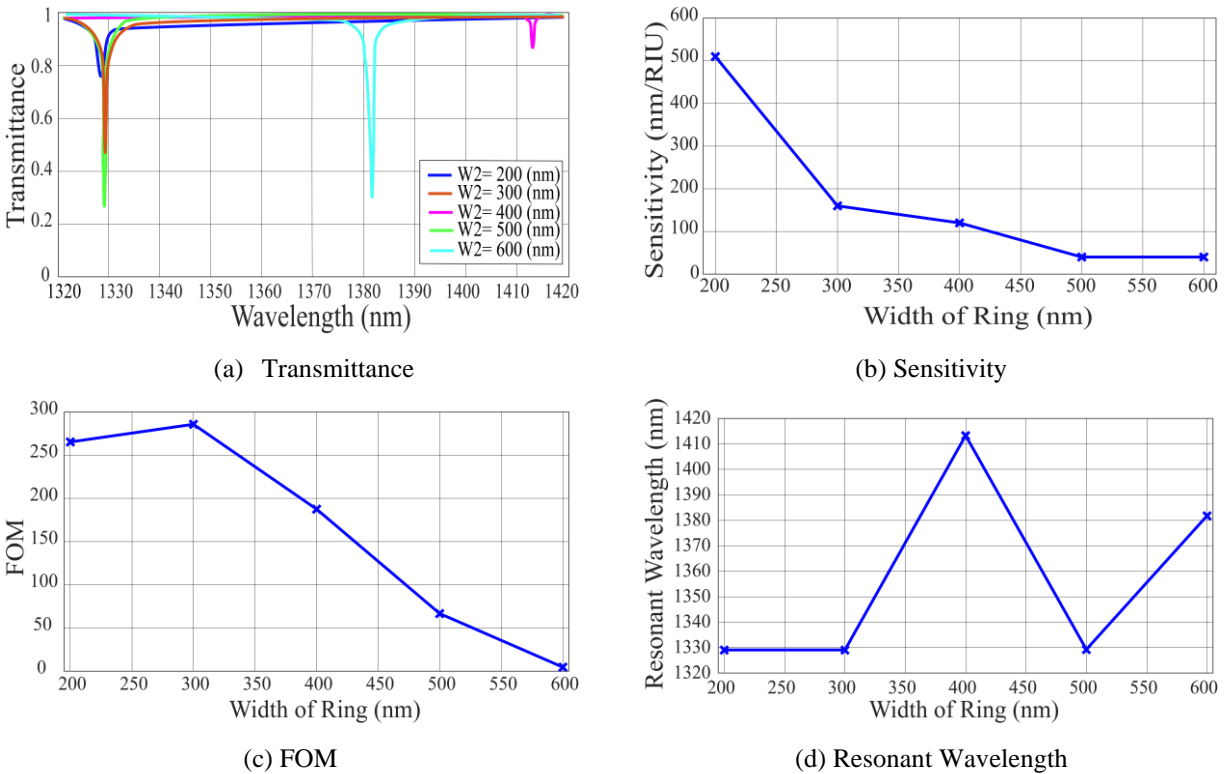 1
0.8
0.6
0.4
0.2
0
Transmittance
W2= 200 (nm)
W2= 300 (nm)
W2= 400 (nm)
W2= 500 (nm)
W2= 600 (nm)
1320 1330 1340 1350 1360 1370 1380 1390 1400 1410 1420
Wavelength (nm)
(a) Transmittance
600
500
400
300
200
100
0
Sensitivity (nm/RIU)
200 250 300 350 400 450 500 550 600
Width of Ring (nm)
(b) Sensitivity
300
250
200
150
100
50
0
FOM
200 250 300 350 400 450 500 550 600
Width of Ring (nm)
(c) FOM
1420
1410
1400
1390
1380
1370
1360
1350
1340
1330
1320
Resonant Wavelength (nm)
200 250 300 350 400 450 500 550 600
Width of Ring (nm)
(d) Resonant Wavelength